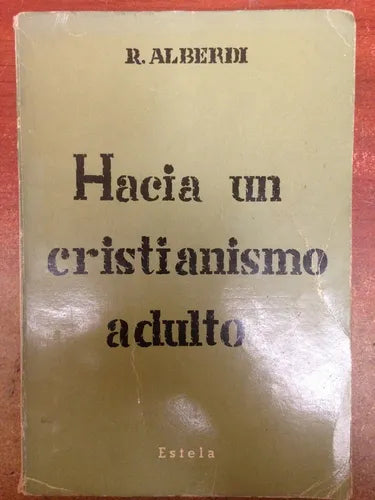 R. ALBERDI
Hacia un
cristianismo
adulto
Estela